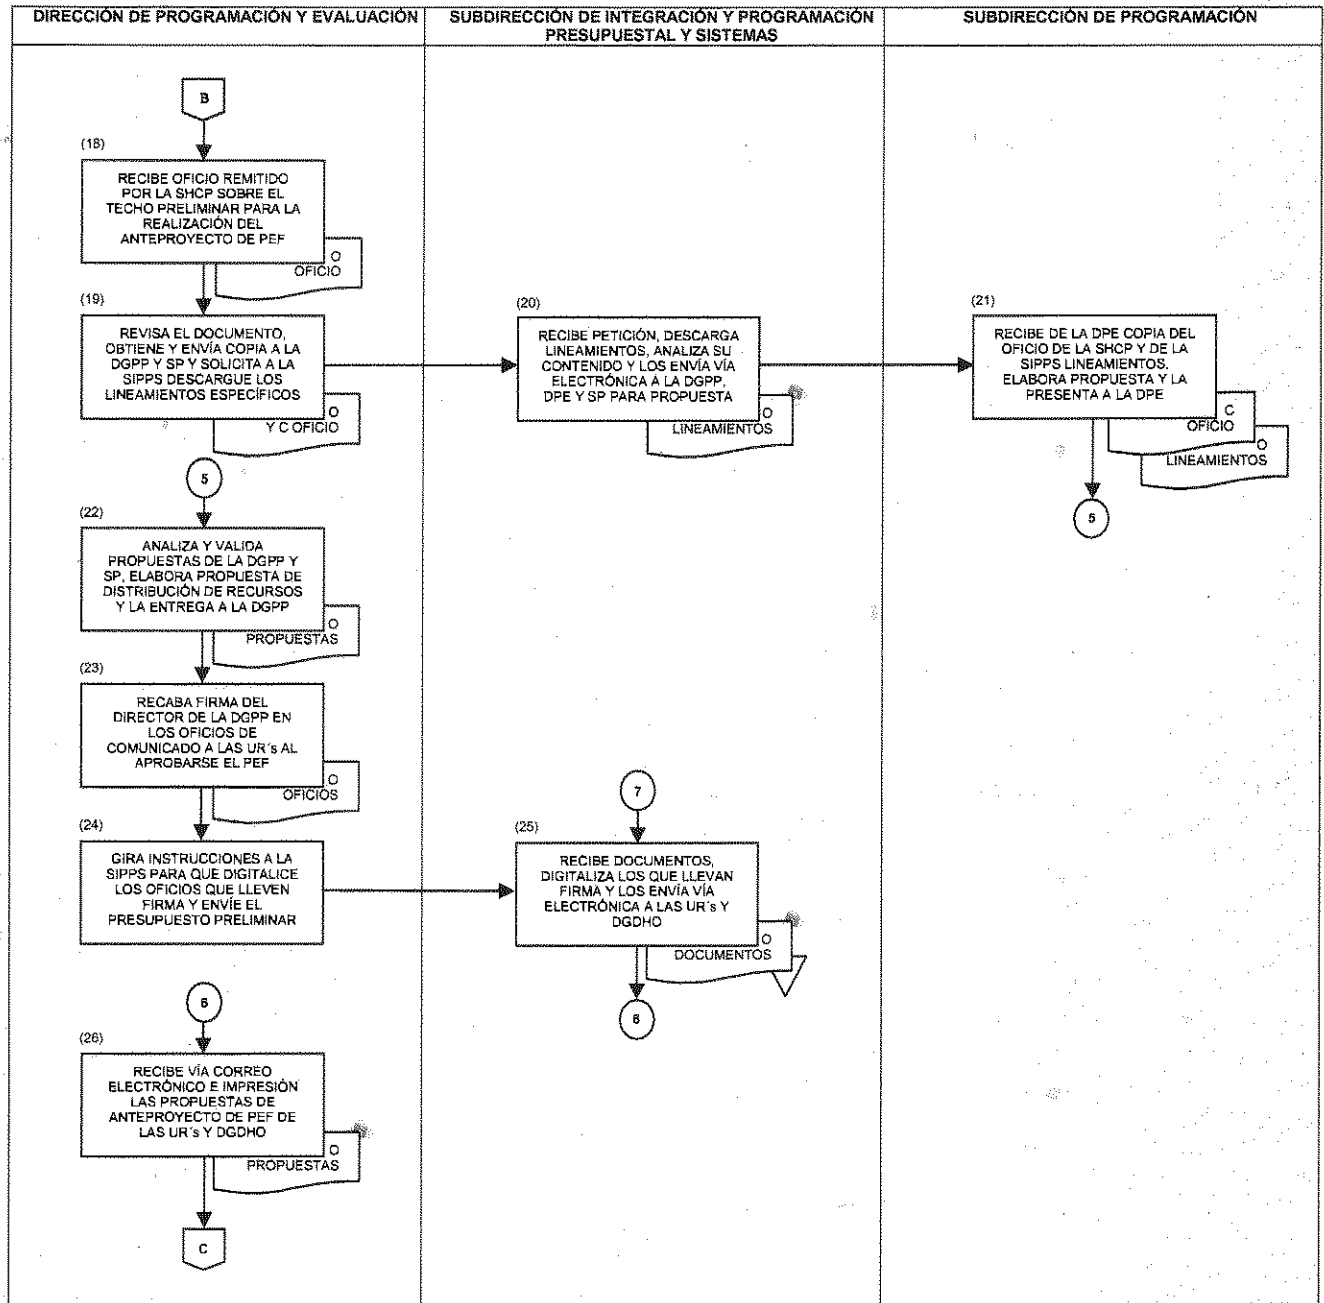 DIRECCIÓN DE PROGRAMACIÓN Y EVALUACIÓN
SUBDIRECCIÓN DE INTEGRACIÓN Y PROGRAMACIÓN
PRESUPUESTAL Y SISTEMAS
SUBDIRECCIÓN DE PROGRAMACIÓN
B
(18)
RECIBE OFICIO REMITIDO
POR LA SHCP SOBRE EL
TECHO PRELIMINAR PARA LA
REALIZACIÓN DEL
ANTEPROYECTO DE PEF
O
OFICIO
(19)
REVISA EL DOCUMENTO,
OBTIENE Y ENVÍA COPIA A LA
DGPP Y SP Y SOLICITA A LA
SIPPS DESCARGUE LOS
LINEAMIENTOS ESPECÍFICOS
O
Y C OFICIO
(20)
RECIBE PETICIÓN, DESCARGA
LINEAMIENTOS, ANALIZA SU
CONTENIDO Y LOS ENVÍA VÍA
ELECTRÓNICA A LA DGPP,
DPE Y SP PARA PROPUESTA
O
LINEAMIENTOS
(21)
RECIBE DE LA DPE COPIA DEL
OFICIO DE LA SHCP Y DE LA
SIPPS LINEAMIENTOS,
ELABORA PROPUESTA Y LA
PRESENTA A LA DPE
C
OFICIO
O
LINEAMIENTOS
5
5
(22)
ANALIZA Y VALIDA
PROPUESTAS DE LA DGPP Y
SP, ELABORA PROPUESTA DE
DISTRIBUCIÓN DE RECURSOS
Y LA ENTREGA A LA DGPP
O
PROPUESTAS
(23)
RECABA FIRMA DEL
DIRECTOR DE LA DGPP EN
LOS OFICIOS DE
COMUNICADO A LAS UR´s AL
APROBARSE EL PEF
O
OFICIOS
(24)
GIRA INSTRUCCIONES A LA
SIPPS PARA QUE DIGITALICE
LOS OFICIOS QUE LLEVEN
FIRMA Y ENVÍE EL
PRESUPUESTO PRELIMINAR
7
(25)
RECIBE DOCUMENTOS,
DIGITALIZA LOS QUE LLEVAN
FIRMA Y LOS ENVÍA VÍA
ELECTRÓNICA A LAS UR´s Y
DGDHO
O
DOCUMENTOS
6
6
(26)
RECIBE VÍA CORREO
ELECTRÓNICO E IMPRESIÓN
LAS PROPUESTAS DE
ANTEPROYECTO DE PEF DE
LAS UR´s Y DGDHO
O
PROPUESTAS
C